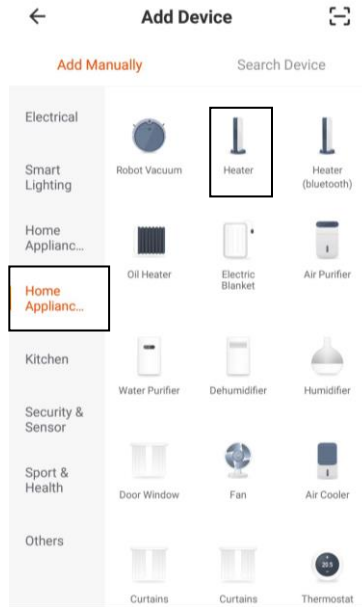 Add Device
Add Manually
Search Device
Electrical
Smart
Lighting
Home
Applianc...
Home
Applianc...
Kitchen
Security &
Sensor
Sport &
Health
Others
Robot Vacuum
Heater
Heater
(bluetooth)
Oil Heater
Electric
Blanket
Air Purifier
Water Purifier
Dehumidifier
Humidifier
Door Window
Fan
Air Cooler
Curtains
Curtains
20.5
Thermostat